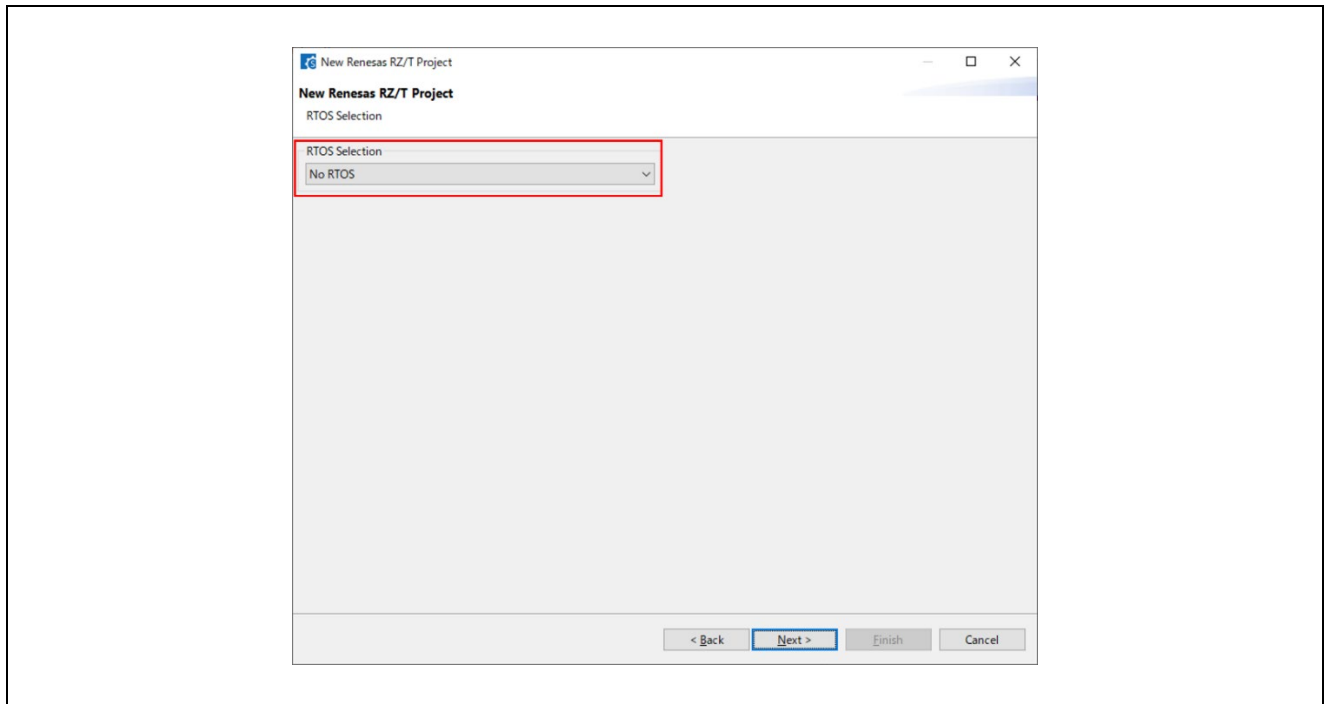 New Renesas RZ/T Project
New Renesas RZ/T Project
RTOS Selection
RTOS Selection
No RTOS
< Back Next > Finish Cancel